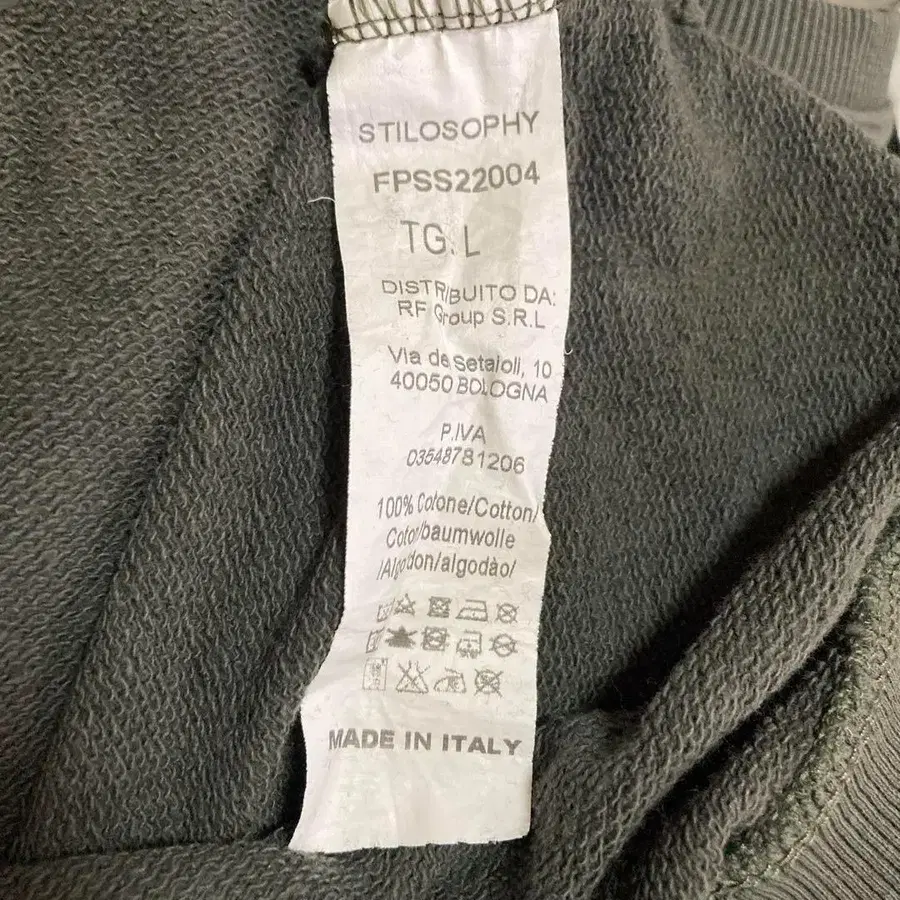 STILOSOPHY
FPSS22004
TG. L
DISTRIBUITO DA:
RF Group S.R.L
Via de Setaioli, 10
40050 BOLOGNA
P.IVA
03548781206
100% Cotone/Cotton/
Coton/baumwolle
/Algodon/algodào/
MADE IN ITALY